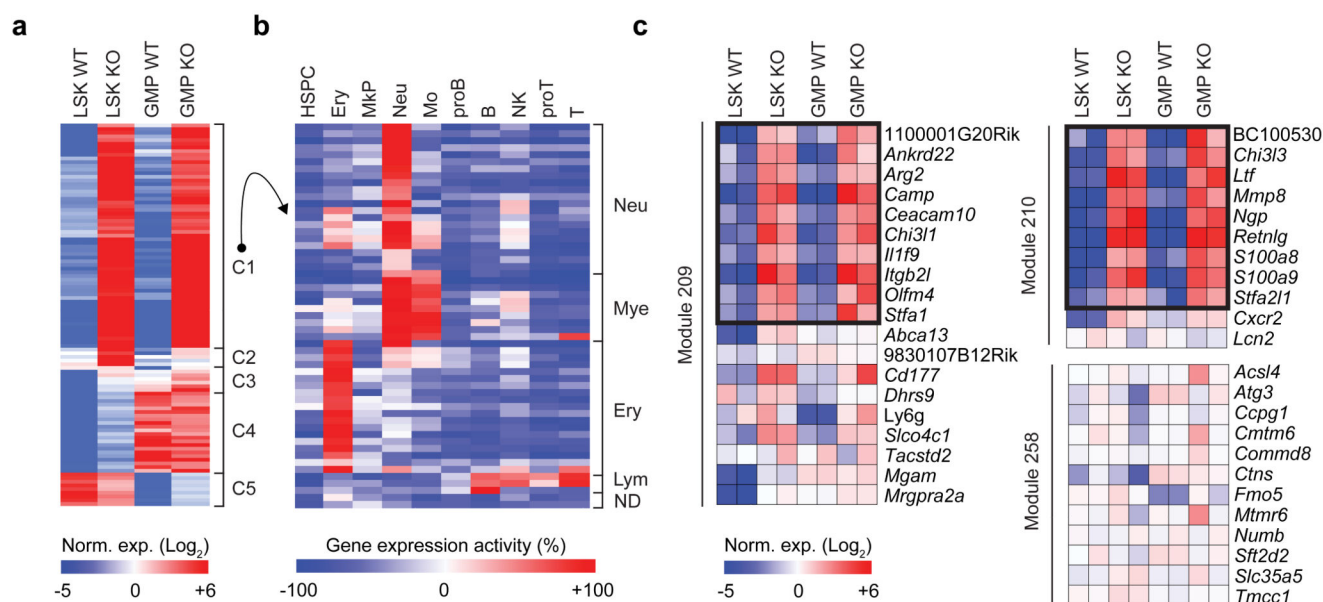 a
LSK WT
LSK KO
GMP WT
GMP KO
C1
C2
C3
C4
C5
Norm. exp. (Log2)
-5 0 +6
b
HSPC
Ery
MkP
Neu
Mo
proB
B
NK
proT
T
Neu
Mye
Ery
Lym
ND
Gene expression activity (%)
-100 0 +100
c
LSK WT
LSK KO
GMP WT
GMP KO
Module 209
1100001G20Rik
Ankrd22
Arg2
Camp
Ceacam10
Chi3l1
Il1f9
Itgb2l
Olfm4
Stfa1
Abca13
9830107B12Rik
Cd177
Dhrs9
Ly6g
Slco4c1
Tacstd2
Mgam
Mrgpra2a
Norm. exp. (Log2)
-5 0 +6
LSK WT
LSK KO
GMP WT
GMP KO
Module 210
BC100530
Chi3l3
Ltf
Mmp8
Ngp
Retnlg
S100a8
S100a9
Stfa2l1
Cxcr2
Lcn2
Module 258
Acsl4
Atg3
Ccpg1
Cmtm6
Commd8
Ctns
Fmo5
Mtmr6
Numb
Sft2d2
Slc35a5
Tmcc1